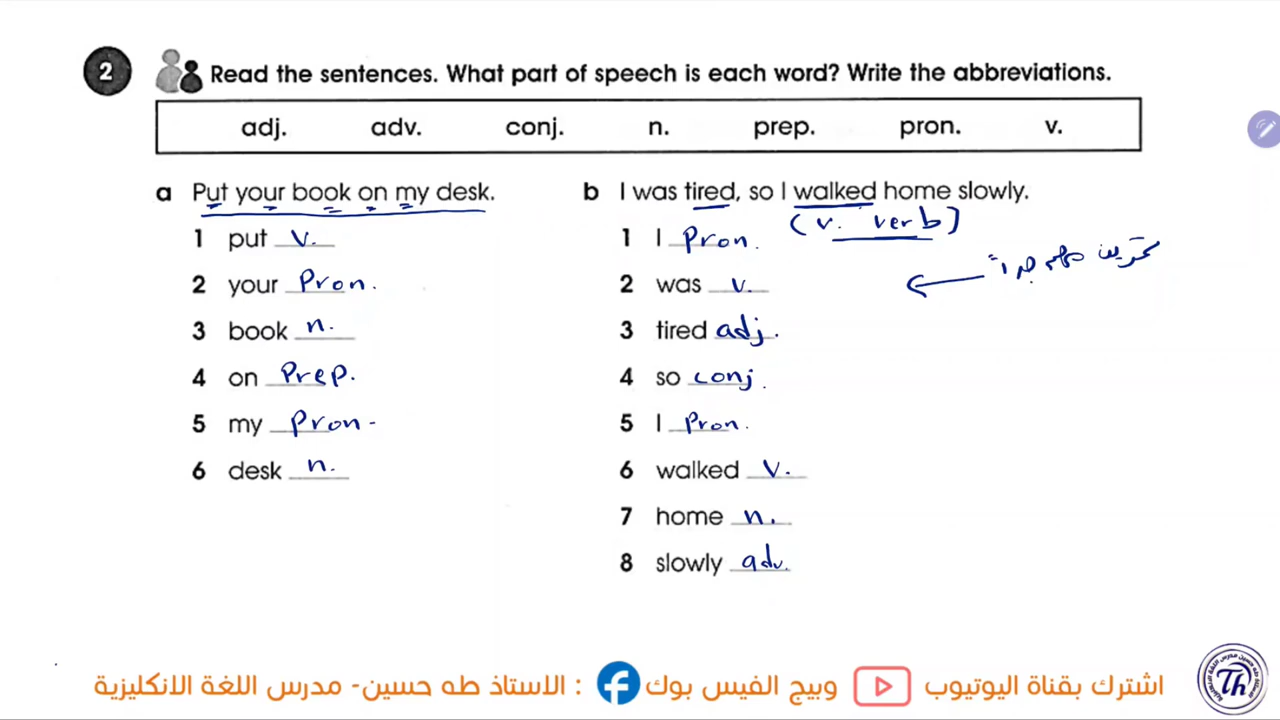 2 Read the sentences. What part of speech is each word? Write the abbreviations.
adj. adv. conj. n. prep. pron. v.
a Put your book on my desk.
1 put v.
2 your Pron.
3 book n.
4 on Prep.
5 my Pron.
6 desk n.
b I was tired, so I walked home slowly.
(v. verb)
تمرين مهم جداً
1 I Pron.
2 was v.
3 tired adj.
4 so conj.
5 I Pron.
6 walked v.
7 home n.
8 slowly adv.
اشترك بقناة اليوتيوب وبيج الفيس بوك : الاستاذ طه حسين- مدرس اللغة الانكليزية
Th